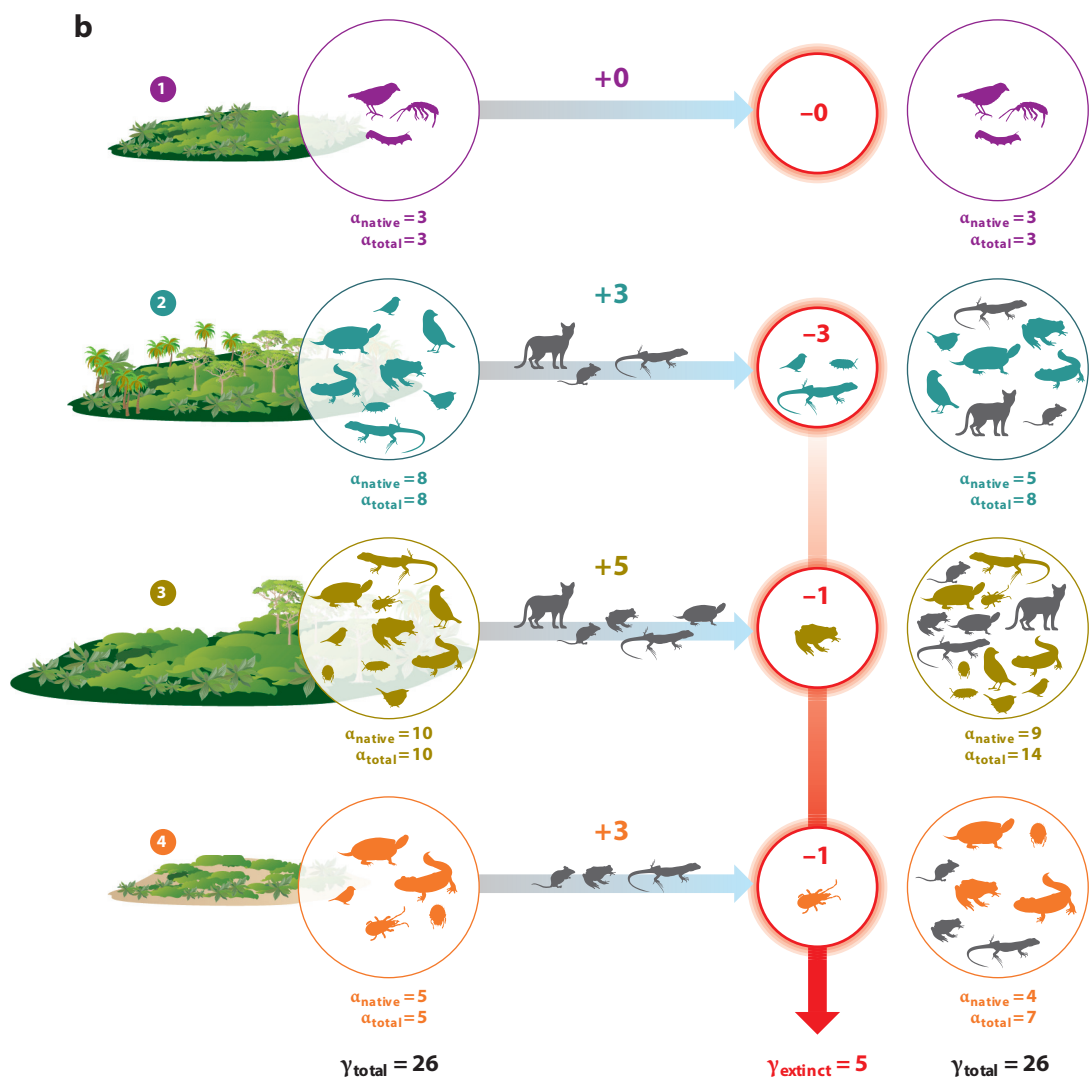 b
1
+0
–0
αnative = 3
αtotal = 3
αnative = 3
αtotal = 3
2
+3
–3
αnative = 8
αtotal = 8
αnative = 5
αtotal = 8
3
+5
–1
αnative = 10
αtotal = 10
αnative = 9
αtotal = 14
4
+3
–1
αnative = 5
αtotal = 5
αnative = 4
αtotal = 7
γtotal = 26
γextinct = 5
γtotal = 26